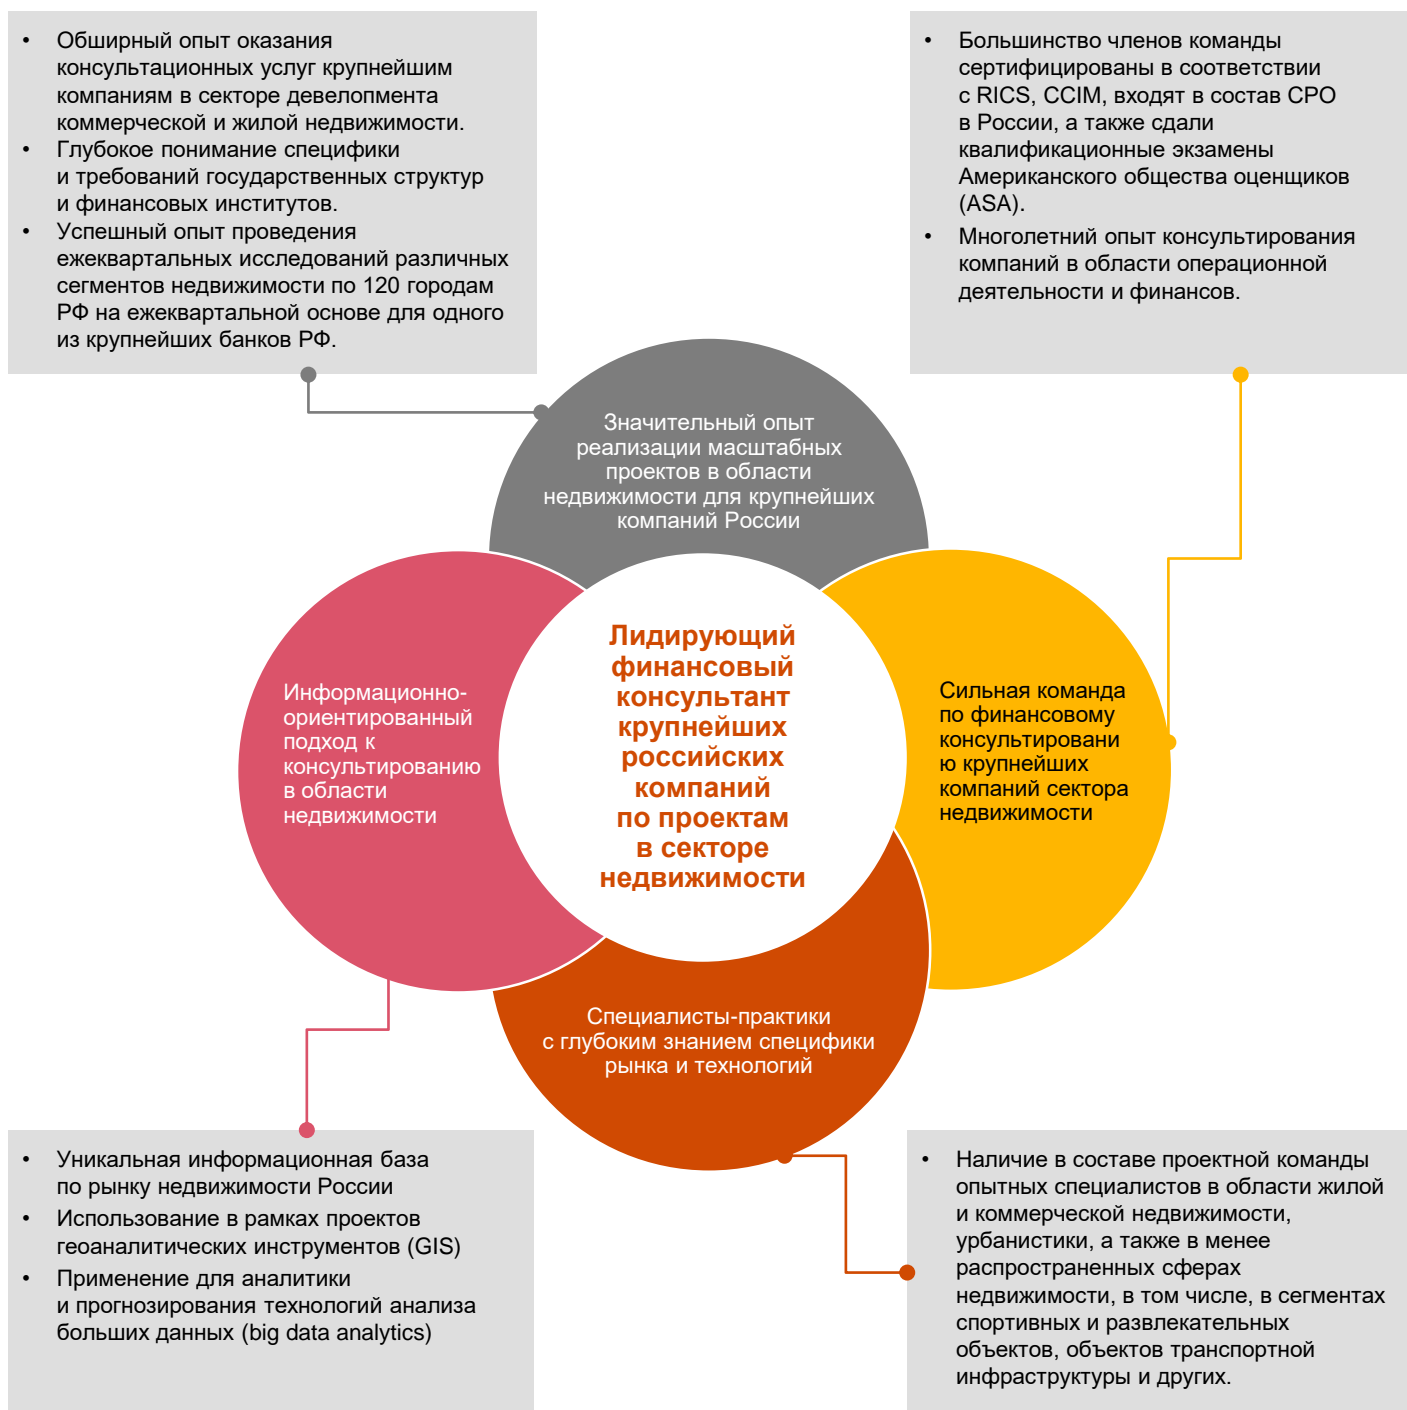 • Обширный опыт оказания
консультационных услуг крупнейшим
компаниям в секторе девелопмента
коммерческой и жилой недвижимости.
• Глубокое понимание специфики
и требований государственных структур
и финансовых институтов.
• Успешный опыт проведения
ежеквартальных исследований различных
сегментов недвижимости по 120 городам
РФ на ежеквартальной основе для одного
из крупнейших банков РФ.
• Большинство членов команды
сертифицированы в соответствии
с RICS, CCIM, входят в состав СРО
в России, а также сдали
квалификационные экзамены
Американского общества оценщиков
(ASA).
• Многолетний опыт консультирования
компаний в области операционной
деятельности и финансов.
Значительный опыт
реализации масштабных
проектов в области
недвижимости для крупнейших
компаний России
Информационно-
ориентированный
подход к
консультированию
в области
недвижимости
Лидирующий
финансовый
консультант
крупнейших
российских
компаний
по проектам
в секторе
недвижимости
Сильная команда
по финансовому
консультировани
ю крупнейших
компаний сектора
недвижимости
Специалисты-практики
с глубоким знанием специфики
рынка и технологий
• Уникальная информационная база
по рынку недвижимости России
• Использование в рамках проектов
геоаналитических инструментов (GIS)
• Применение для аналитики
и прогнозирования технологий анализа
больших данных (big data analytics)
• Наличие в составе проектной команды
опытных специалистов в области жилой
и коммерческой недвижимости,
урбанистики, а также в менее
распространенных сферах
недвижимости, в том числе, в сегментах
спортивных и развлекательных
объектов, объектов транспортной
инфраструктуры и других.